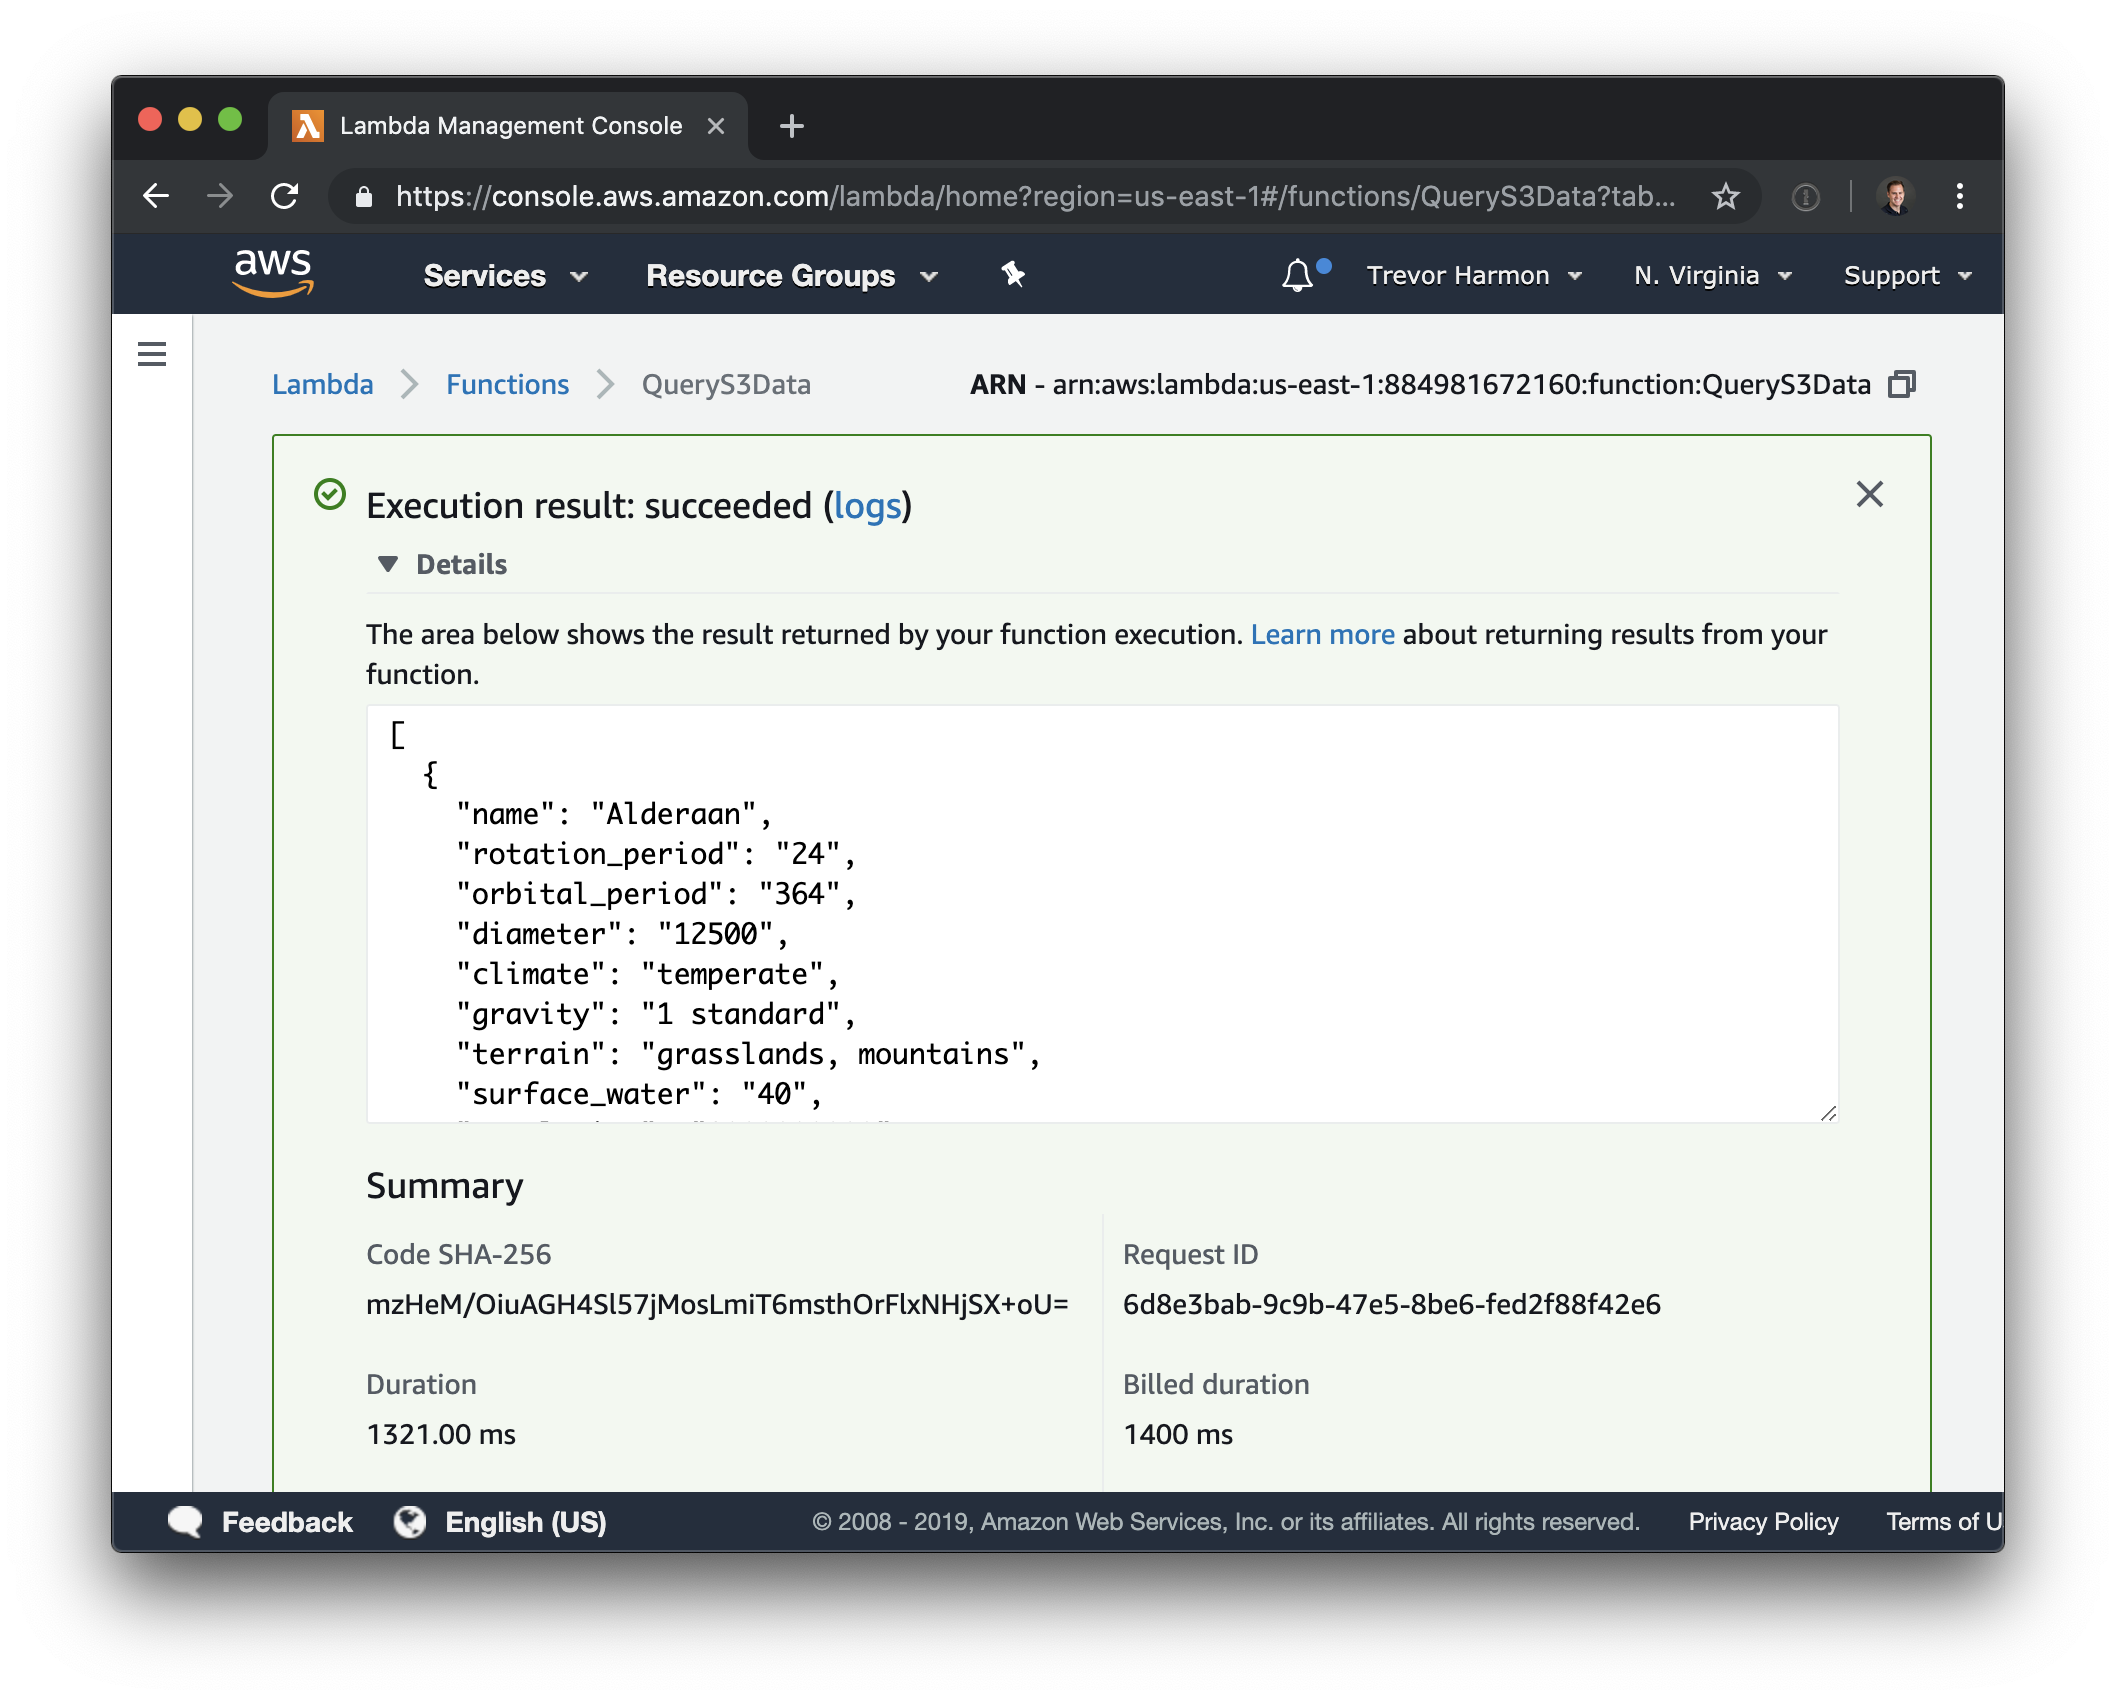 Lambda Management Console
https://console.aws.amazon.com/lambda/home?region=us-east-1#/functions/QueryS3Data?tab...
aws Services Resource Groups Trevor Harmon N. Virginia Support
Lambda Functions QueryS3Data ARN - arn:aws:lambda:us-east-1:884981672160:function:QueryS3Data
Execution result: succeeded (logs)
Details
The area below shows the result returned by your function execution. Learn more about returning results from your
function.
[
{
"name": "Alderaan",
"rotation_period": "24",
"orbital_period": "364",
"diameter": "12500",
"climate": "temperate",
"gravity": "1 standard",
"terrain": "grasslands, mountains",
"surface_water": "40",
Summary
Code SHA-256 Request ID
mzHeM/OiuAGH4Sl57jMosLmiT6msthOrFlxNHjSX+oU= 6d8e3bab-9c9b-47e5-8be6-fed2f88f42e6
Duration Billed duration
1321.00 ms 1400 ms
Feedback English (US) © 2008 - 2019, Amazon Web Services, Inc. or its affiliates. All rights reserved. Privacy Policy Terms of U